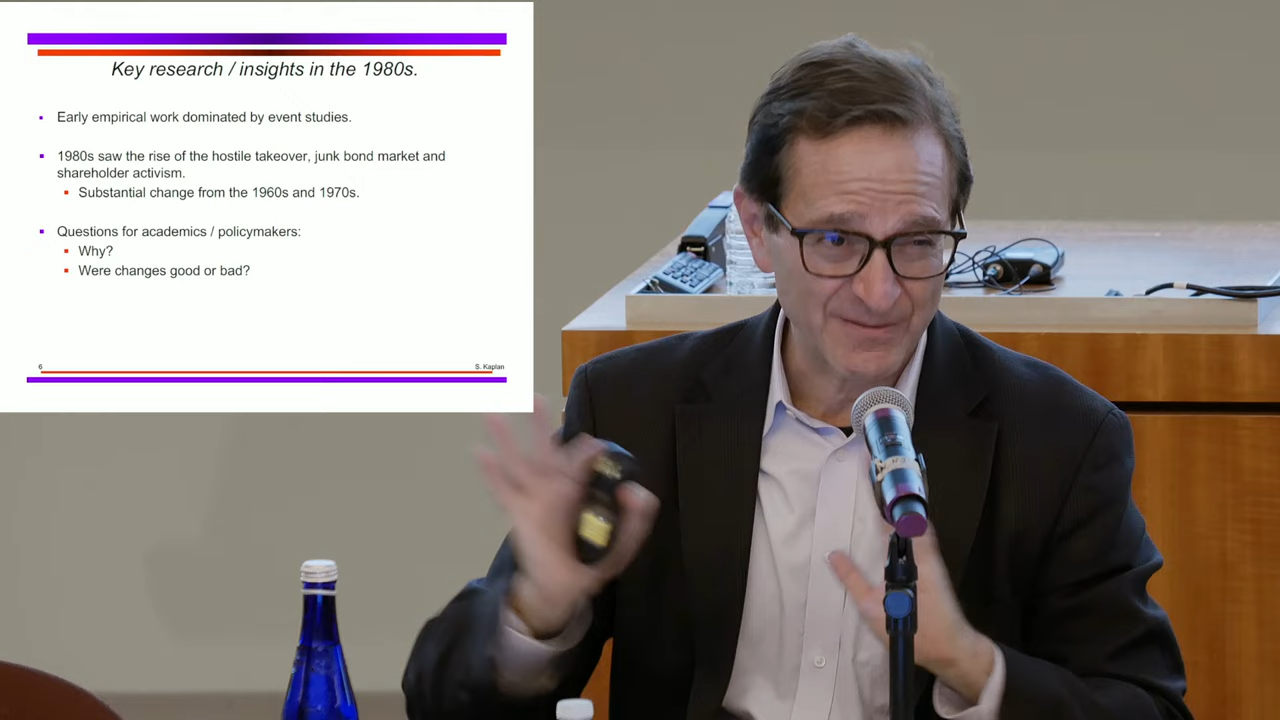 Key research / insights in the 1980s.
Early empirical work dominated by event studies.
1980s saw the rise of the hostile takeover, junk bond market and
shareholder activism.
Substantial change from the 1960s and 1970s.
Questions for academics / policymakers:
Why?
Were changes good or bad?
6
S. Kaplan